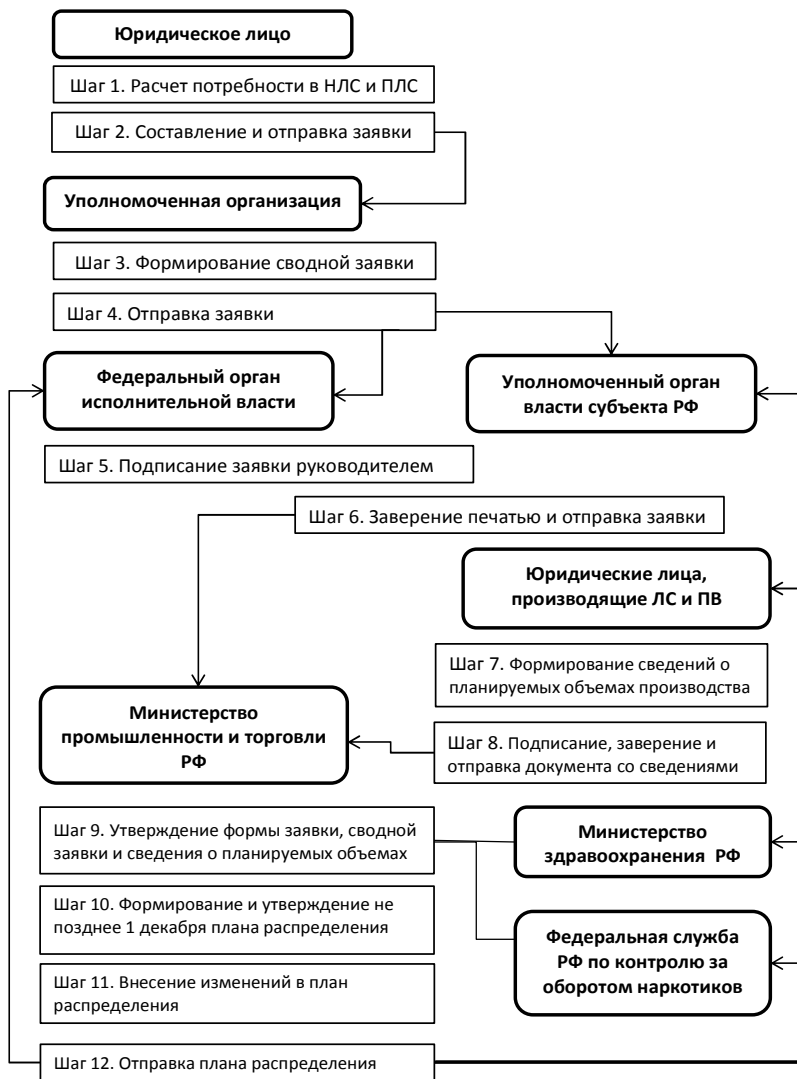 Юридическое лицо
Шаг 1. Расчет потребности в НЛС и ПЛС
Шаг 2. Составление и отправка заявки
Уполномоченная организация
Шаг 3. Формирование сводной заявки
Шаг 4. Отправка заявки
Федеральный орган
исполнительной власти
Уполномоченный орган
власти субъекта РФ
Шаг 5. Подписание заявки руководителем
Шаг 6. Заверение печатью и отправка заявки
Юридические лица,
производящие ЛС и ПВ
Шаг 7. Формирование сведений о
планируемых объемах производства
Министерство
промышленности и торговли
РФ
Шаг 8. Подписание, заверение и
отправка документа со сведениями
Шаг 9. Утверждение формы заявки, сводной
заявки и сведения о планируемых объемах
Министерство
здравоохранения РФ
Шаг 10. Формирование и утверждение не
позднее 1 декабря плана распределения
Федеральная служба
РФ по контролю за
оборотом наркотиков
Шаг 11. Внесение изменений в план
распределения
Шаг 12. Отправка плана распределения